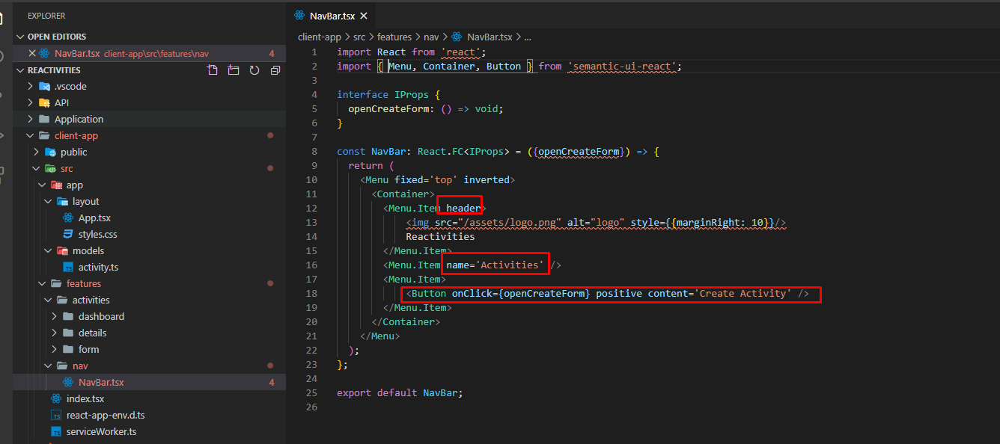 EXPLORER
OPEN EDITORS
NavBar.tsx client-app\src\features\nav 4
REACTIVITIES
.vscode
API
Application
client-app
public
src
app
layout
App.tsx
styles.css
models
activity.ts
features
activities
dashboard
details
form
nav
NavBar.tsx 4
index.tsx
react-app-env.d.ts
serviceWorker.ts
NavBar.tsx
client-app > src > features > nav > NavBar.tsx > ...
1 import React from 'react';
2 import { Menu, Container, Button } from 'semantic-ui-react';
3
4 interface IProps {
5 openCreateForm: () => void;
6 }
7
8 const NavBar: React.FC<IProps> = ({openCreateForm}) => {
9 return (
10 <Menu fixed='top' inverted>
11 <Container>
12 <Menu.Item header>
13 <img src="/assets/logo.png" alt="logo" style={{marginRight: 10}}/>
14 Reactivities
15 </Menu.Item>
16 <Menu.Item name='Activities' />
17 <Menu.Item>
18 <Button onClick={openCreateForm} positive content='Create Activity' />
19 </Menu.Item>
20 </Container>
21 </Menu>
22 );
23 };
24
25 export default NavBar;
26